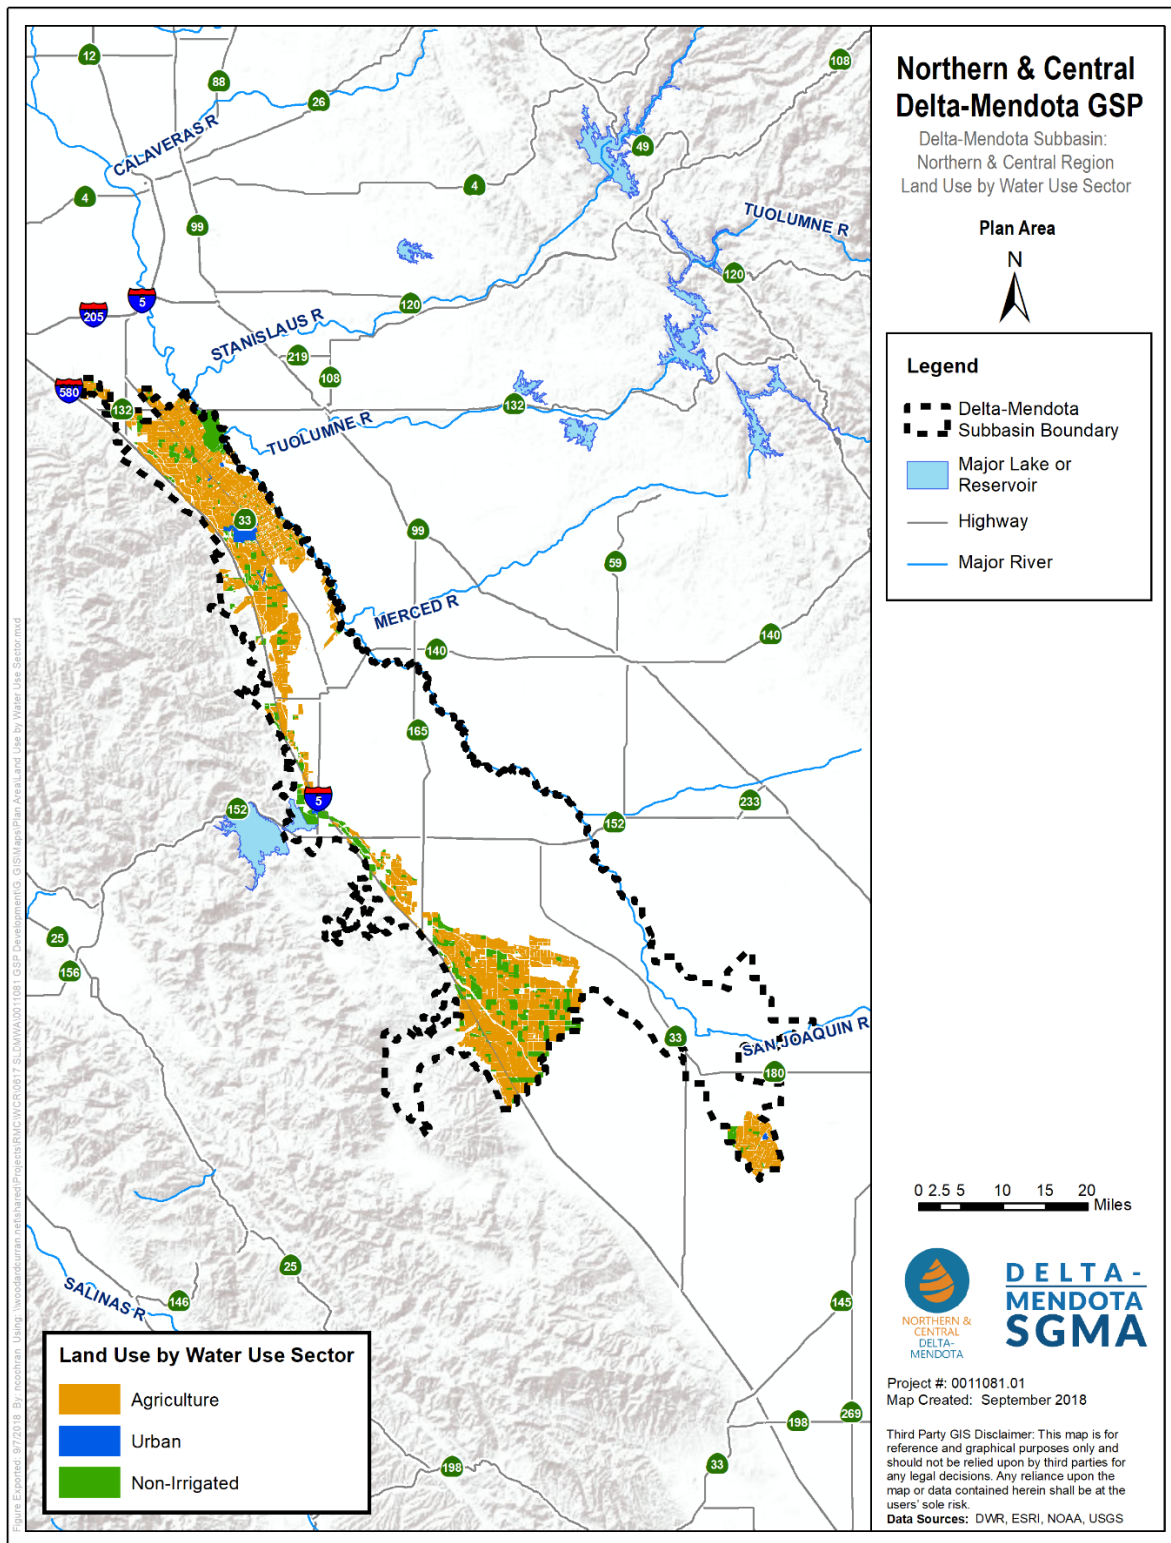 Northern & Central
Delta-Mendota GSP
Delta-Mendota Subbasin:
Northern & Central Region
Land Use by Water Use Sector
Plan Area
N
Legend
Delta-Mendota
Subbasin Boundary
Major Lake or
Reservoir
Highway
Major River
0 2.5 5 10 15 20
Miles
NORTHERN &
CENTRAL
DELTA-
MENDOTA
DELTA-
MENDOTA
SGMA
Project #: 0011081.01
Map Created: September 2018
Third Party GIS Disclaimer: This map is for
reference and graphical purposes only and
should not be relied upon by third parties for
any legal decisions. Any reliance upon the
map or data contained herein shall be at the
users' sole risk.
Data Sources: DWR, ESRI, NOAA, USGS
12
88
26
108
CALAVERAS R
49
4
4
99
TUOLUMNE R
120
5
205
120
STANISLAUS R
219
108
580
132
132
TUOLUMNE R
33
99
59
MERCED R
140
140
165
5
152
233
152
25
156
33
SAN JOAQUIN R
180
25
SALINAS R
146
145
198
269
33
198
Land Use by Water Use Sector
Agriculture
Urban
Non-Irrigated